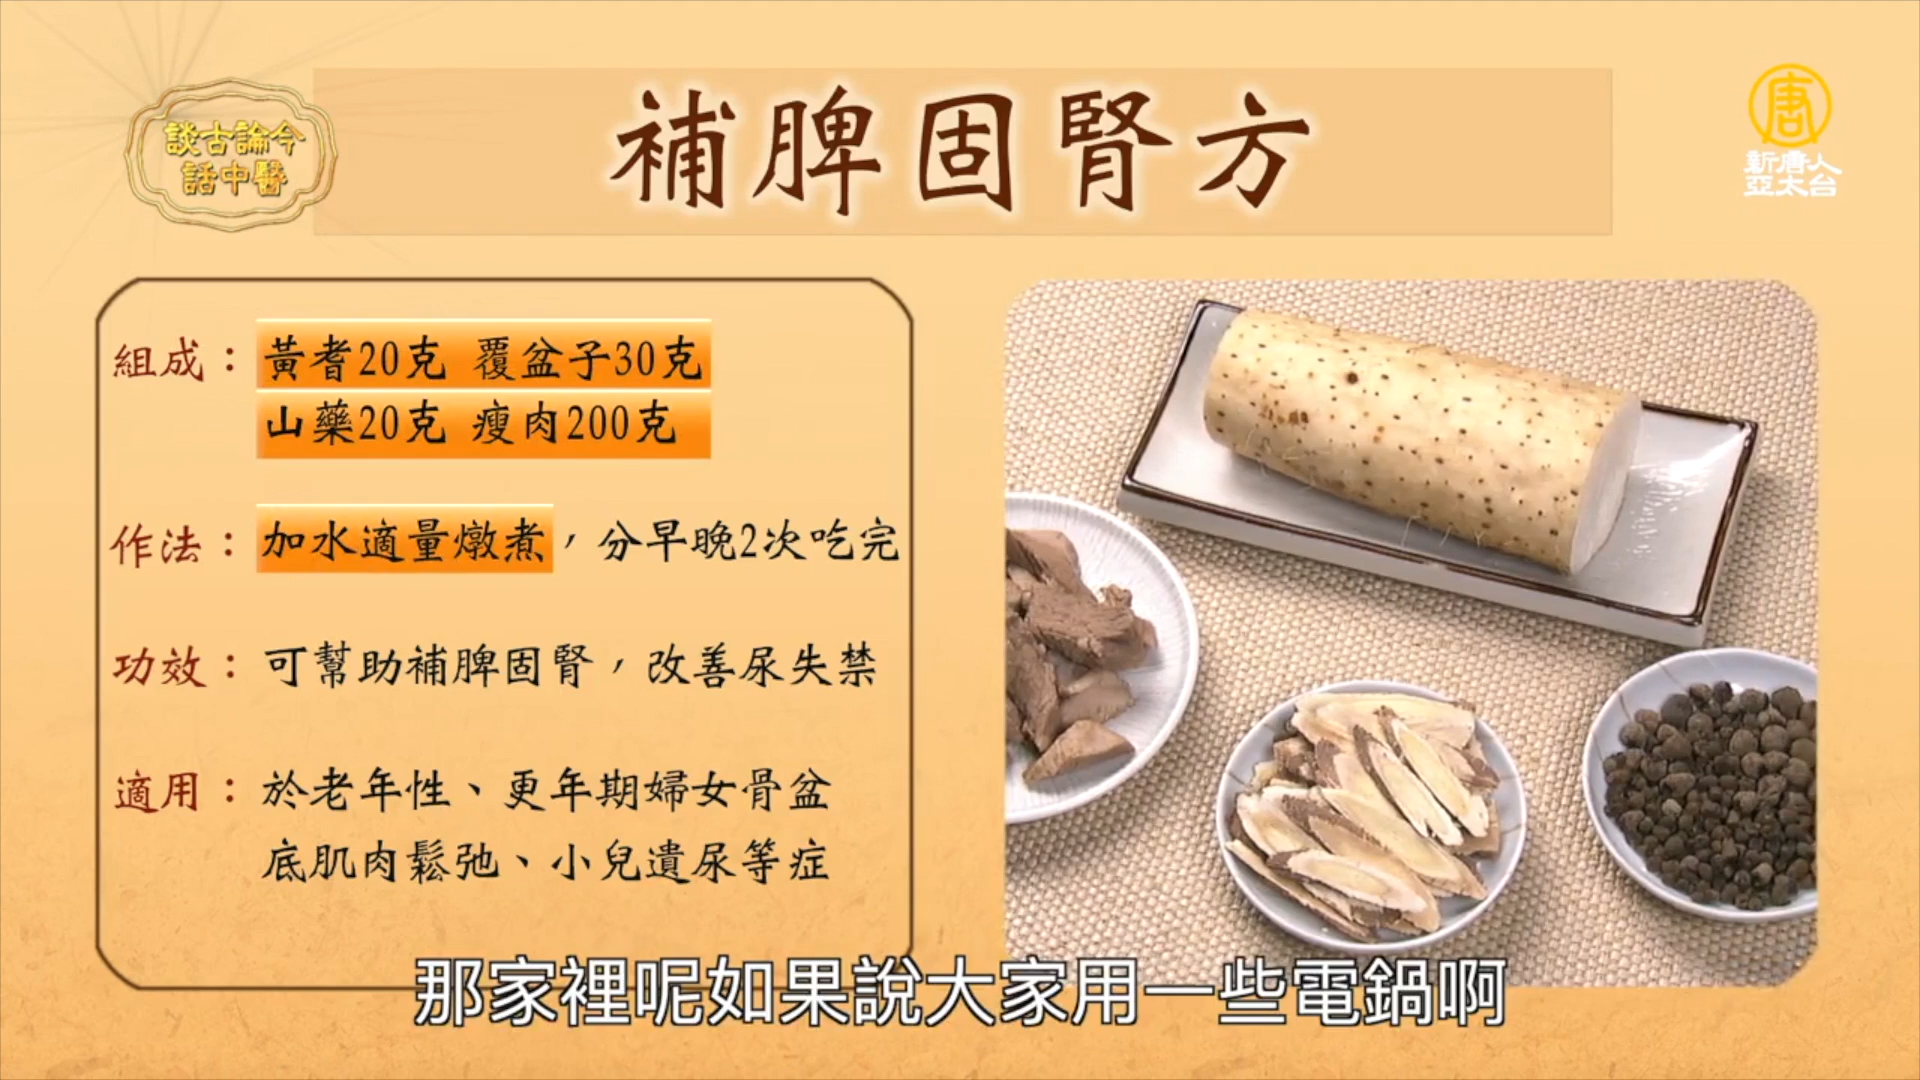 談古論今
話中醫
補脾固腎方
新唐人
亞太台
組成：黃耆20克 覆盆子30克
山藥20克 瘦肉200克
作法：加水適量燉煮，分早晚2次吃完
功效：可幫助補脾固腎，改善尿失禁
適用：於老年性、更年期婦女骨盆
底肌肉鬆弛、小兒遺尿等症
那家裡呢如果說大家用一些電鍋啊